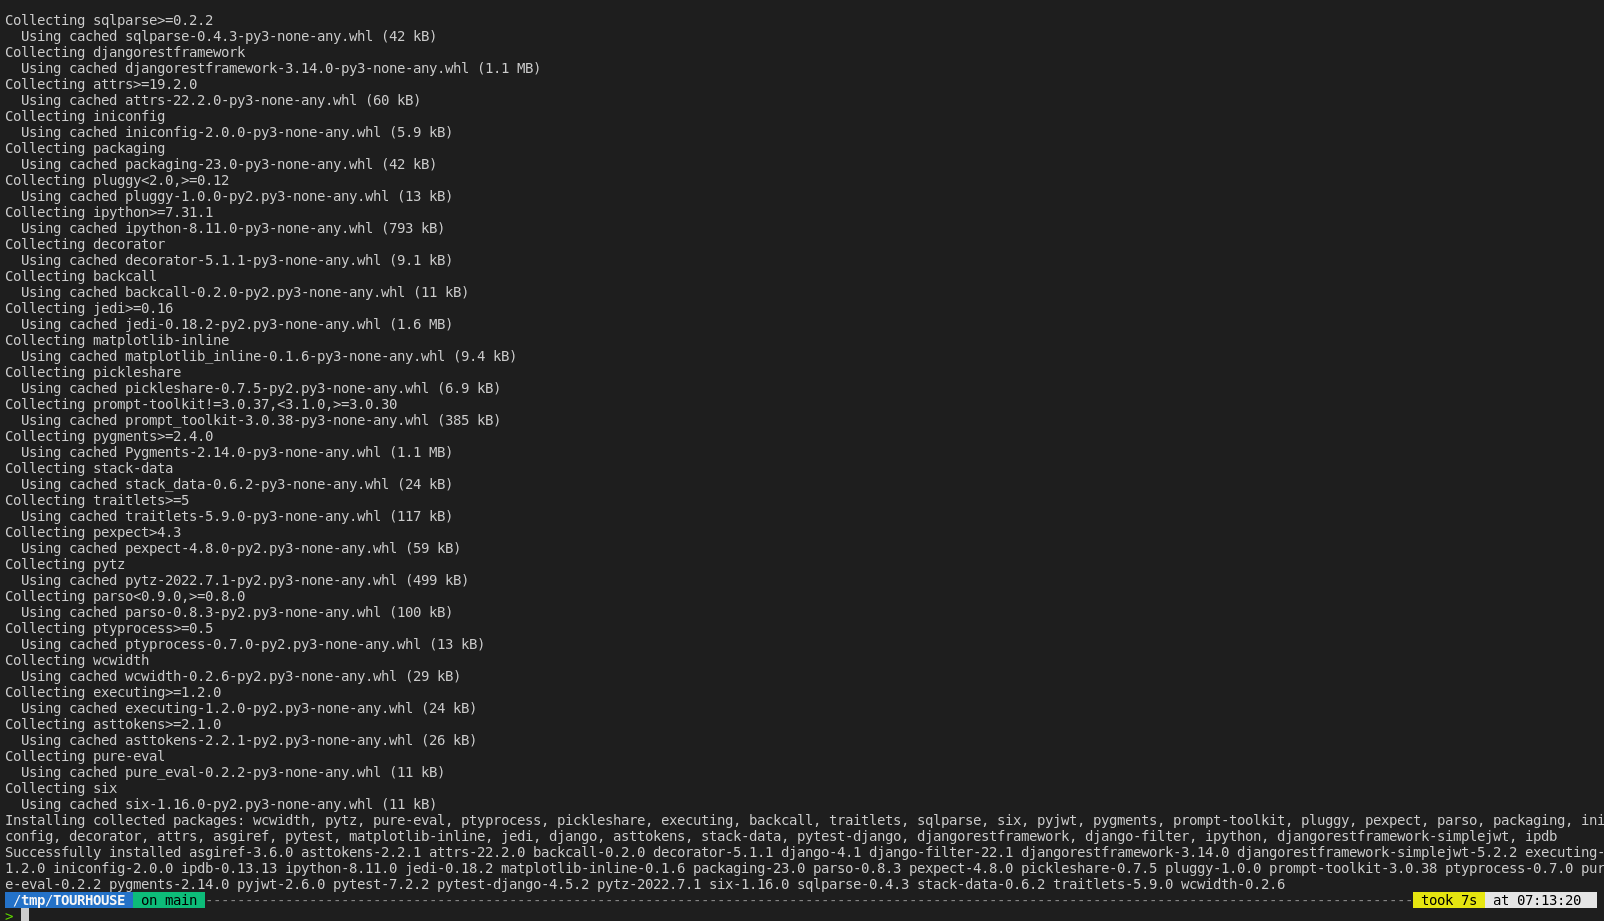 Collecting sqlparse>=0.2.2
  Using cached sqlparse-0.4.3-py3-none-any.whl (42 kB)
Collecting djangorestframework
  Using cached djangorestframework-3.14.0-py3-none-any.whl (1.1 MB)
Collecting attrs>=19.2.0
  Using cached attrs-22.2.0-py3-none-any.whl (60 kB)
Collecting iniconfig
  Using cached iniconfig-2.0.0-py3-none-any.whl (5.9 kB)
Collecting packaging
  Using cached packaging-23.0-py3-none-any.whl (42 kB)
Collecting pluggy<2.0,>=0.12
  Using cached pluggy-1.0.0-py2.py3-none-any.whl (13 kB)
Collecting ipython>=7.31.1
  Using cached ipython-8.11.0-py3-none-any.whl (793 kB)
Collecting decorator
  Using cached decorator-5.1.1-py3-none-any.whl (9.1 kB)
Collecting backcall
  Using cached backcall-0.2.0-py2.py3-none-any.whl (11 kB)
Collecting jedi>=0.16
  Using cached jedi-0.18.2-py2.py3-none-any.whl (1.6 MB)
Collecting matplotlib-inline
  Using cached matplotlib_inline-0.1.6-py3-none-any.whl (9.4 kB)
Collecting pickleshare
  Using cached pickleshare-0.7.5-py2.py3-none-any.whl (6.9 kB)
Collecting prompt-toolkit!=3.0.37,<3.1.0,>=3.0.30
  Using cached prompt_toolkit-3.0.38-py3-none-any.whl (385 kB)
Collecting pygments>=2.4.0
  Using cached Pygments-2.14.0-py3-none-any.whl (1.1 MB)
Collecting stack-data
  Using cached stack_data-0.6.2-py3-none-any.whl (24 kB)
Collecting traitlets>=5
  Using cached traitlets-5.9.0-py3-none-any.whl (117 kB)
Collecting pexpect>4.3
  Using cached pexpect-4.8.0-py2.py3-none-any.whl (59 kB)
Collecting pytz
  Using cached pytz-2022.7.1-py2.py3-none-any.whl (499 kB)
Collecting parso<0.9.0,>=0.8.0
  Using cached parso-0.8.3-py2.py3-none-any.whl (100 kB)
Collecting ptyprocess>=0.5
  Using cached ptyprocess-0.7.0-py2.py3-none-any.whl (13 kB)
Collecting wcwidth
  Using cached wcwidth-0.2.6-py2.py3-none-any.whl (29 kB)
Collecting executing>=1.2.0
  Using cached executing-1.2.0-py2.py3-none-any.whl (24 kB)
Collecting asttokens>=2.1.0
  Using cached asttokens-2.2.1-py2.py3-none-any.whl (26 kB)
Collecting pure-eval
  Using cached pure_eval-0.2.2-py3-none-any.whl (11 kB)
Collecting six
  Using cached six-1.16.0-py2.py3-none-any.whl (11 kB)
Installing collected packages: wcwidth, pytz, pure-eval, ptyprocess, pickleshare, executing, backcall, traitlets, sqlparse, six, pyjwt, pygments, prompt-toolkit, pluggy, pexpect, parso, packaging, ini
config, decorator, attrs, asgiref, pytest, matplotlib-inline, jedi, django, asttokens, stack-data, pytest-django, djangorestframework, django-filter, ipython, djangorestframework-simplejwt, ipdb
Successfully installed asgiref-3.6.0 asttokens-2.2.1 attrs-22.2.0 backcall-0.2.0 decorator-5.1.1 django-4.1 django-filter-22.1 djangorestframework-3.14.0 djangorestframework-simplejwt-5.2.2 executing-
1.2.0 iniconfig-2.0.0 ipdb-0.13.13 ipython-8.11.0 jedi-0.18.2 matplotlib-inline-0.1.6 packaging-23.0 parso-0.8.3 pexpect-4.8.0 pickleshare-0.7.5 pluggy-1.0.0 prompt-toolkit-3.0.38 ptyprocess-0.7.0 pur
e-eval-0.2.2 pygments-2.14.0 pyjwt-2.6.0 pytest-7.2.2 pytest-django-4.5.2 pytz-2022.7.1 six-1.16.0 sqlparse-0.4.3 stack-data-0.6.2 traitlets-5.9.0 wcwidth-0.2.6
/tmp/TOURHOUSE on main took 7s at 07:13:20
>